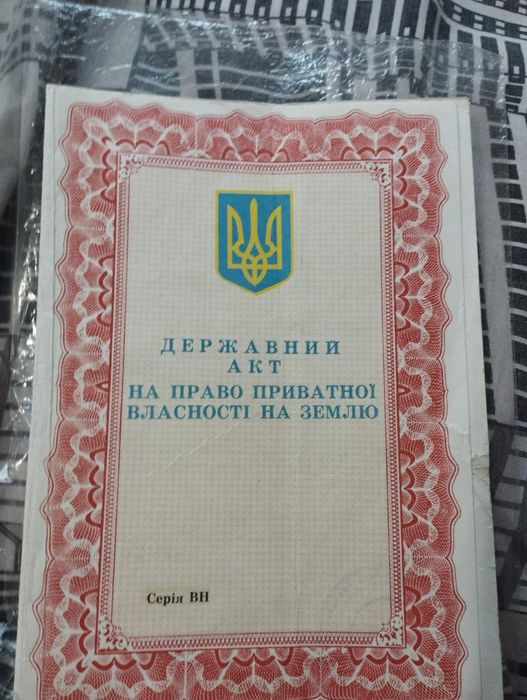 ДЕРЖАВНИЙ
АКТ
НА ПРАВО ПРИВАТНОЇ
ВЛАСНОСТІ НА ЗЕМЛЮ
Серія ВН